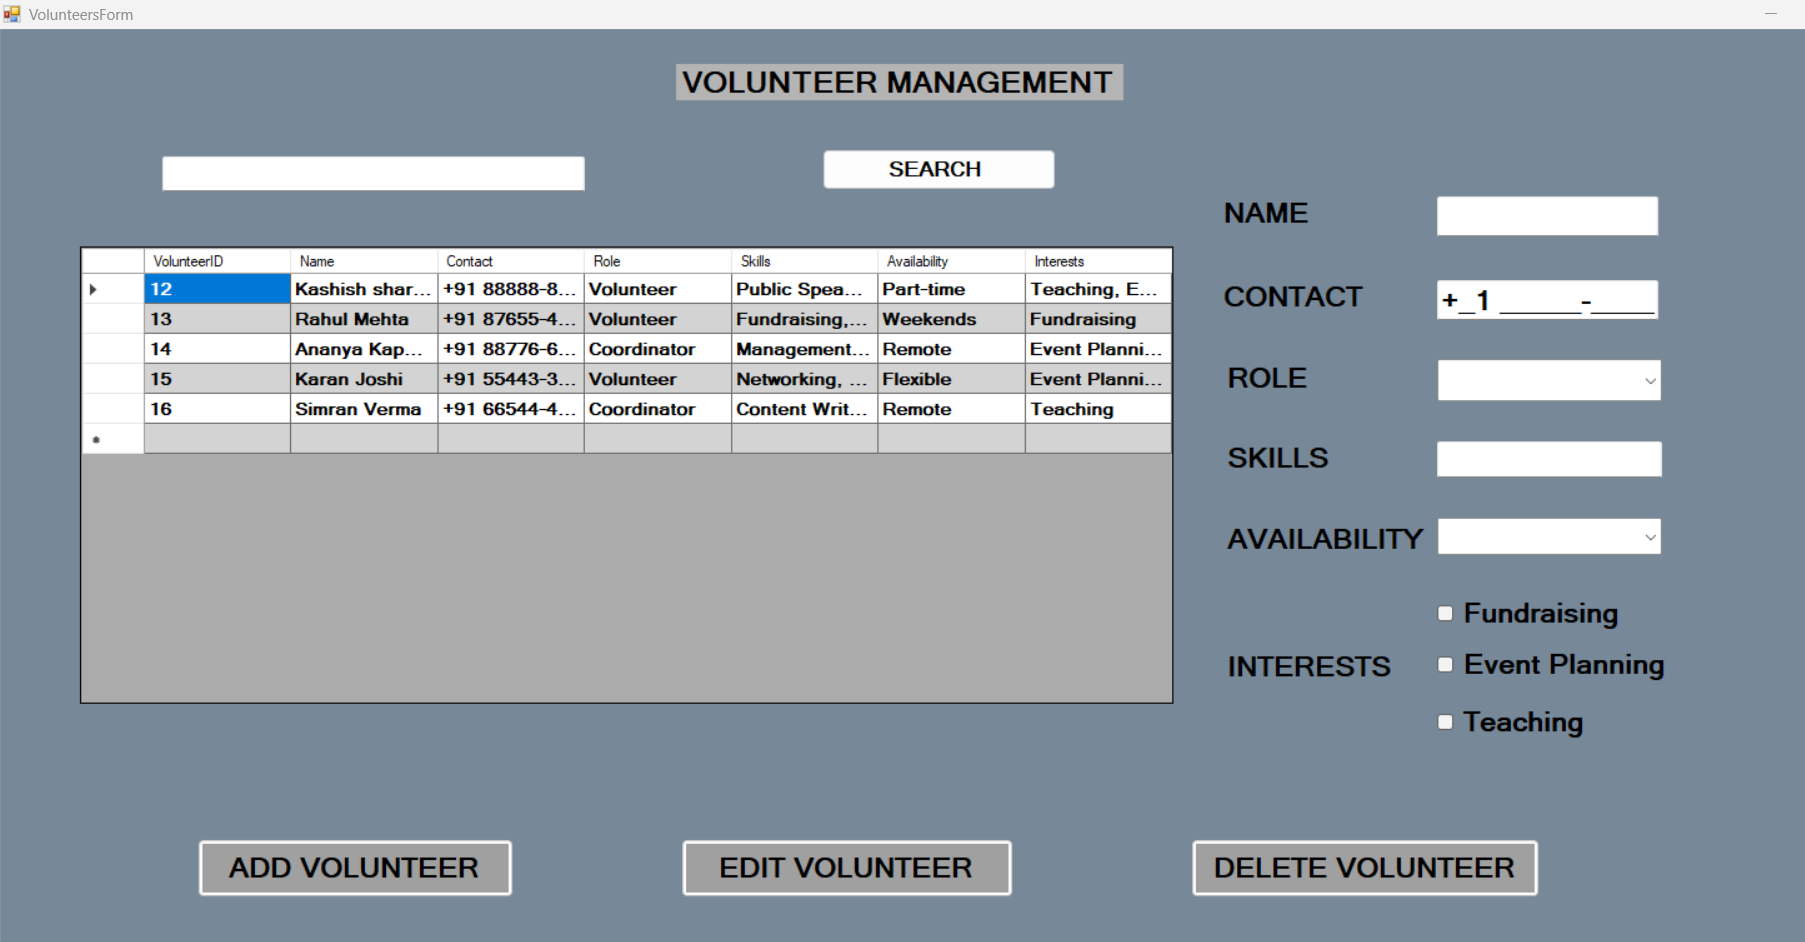 VolunteersForm
VOLUNTEER MANAGEMENT
SEARCH
VolunteerID Name Contact Role Skills Availability Interests
12 Kashish shar... +91 88888-8... Volunteer Public Spea... Part-time Teaching, E...
13 Rahul Mehta +91 87655-4... Volunteer Fundraising,... Weekends Fundraising
14 Ananya Kap... +91 88776-6... Coordinator Management... Remote Event Planni...
15 Karan Joshi +91 55443-3... Volunteer Networking, ... Flexible Event Planni...
16 Simran Verma +91 66544-4... Coordinator Content Writ... Remote Teaching
NAME
CONTACT +_1 _____-____
ROLE
SKILLS
AVAILABILITY
INTERESTS
Fundraising
Event Planning
Teaching
ADD VOLUNTEER EDIT VOLUNTEER DELETE VOLUNTEER